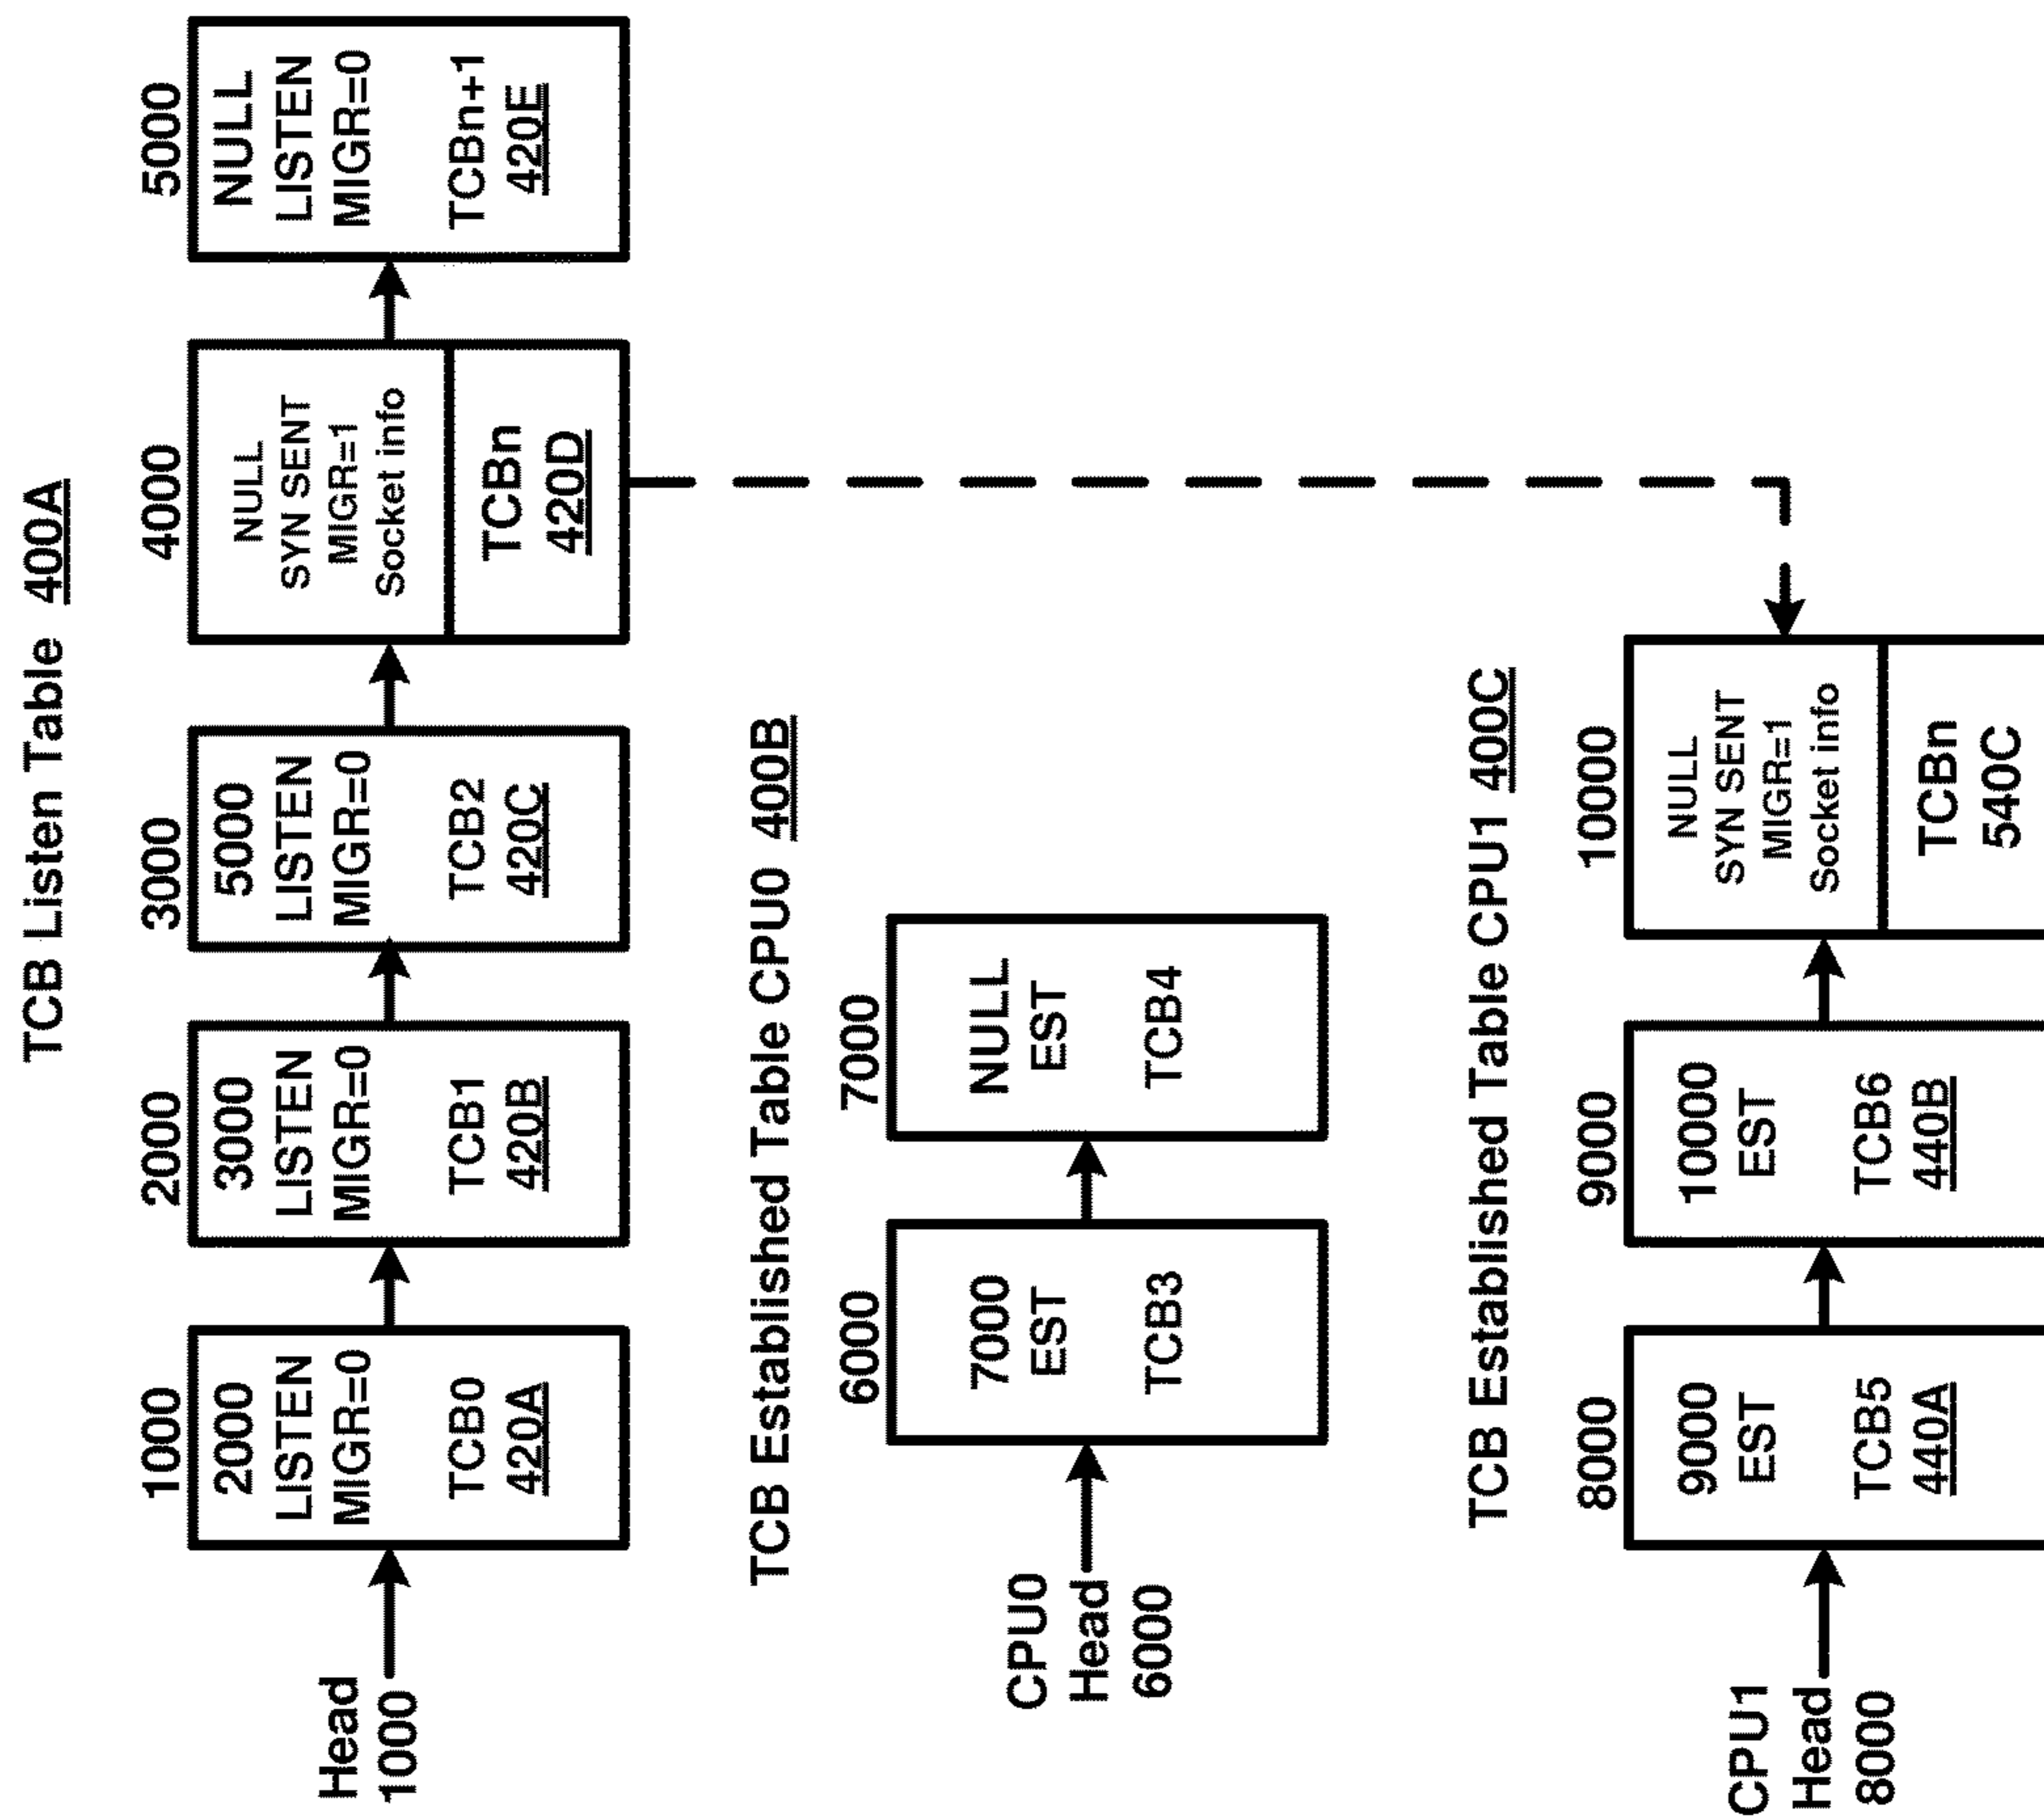 TCB Listen Table 400A
Head
1000
1000
2000
LISTEN
MIGR=0
TCB0
420A
2000
3000
LISTEN
MIGR=0
TCB1
420B
3000
5000
LISTEN
MIGR=0
TCB2
420C
4000
NULL
SYN SENT
MIGR=1
Socket info
TCBn
420D
5000
NULL
LISTEN
MIGR=0
TCBn+1
420E
TCB Established Table CPU0 400B
CPU0
Head
6000
6000
7000
EST
TCB3
7000
NULL
EST
TCB4
TCB Established Table CPU1 400C
CPU1
Head
8000
8000
9000
EST
TCB5
440A
9000
10000
EST
TCB6
440B
10000
NULL
SYN SENT
MIGR=1
Socket info
TCBn
540C